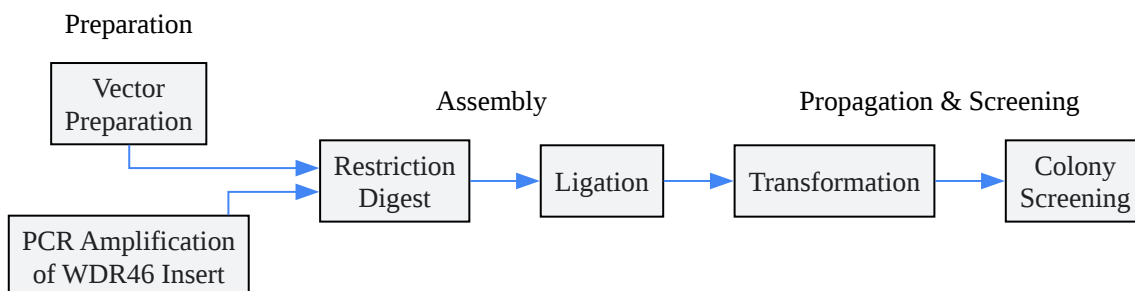 Preparation
Vector
Preparation
PCR Amplification
of WDR46 Insert
Assembly
Restriction
Digest
Ligation
Propagation & Screening
Transformation
Colony
Screening